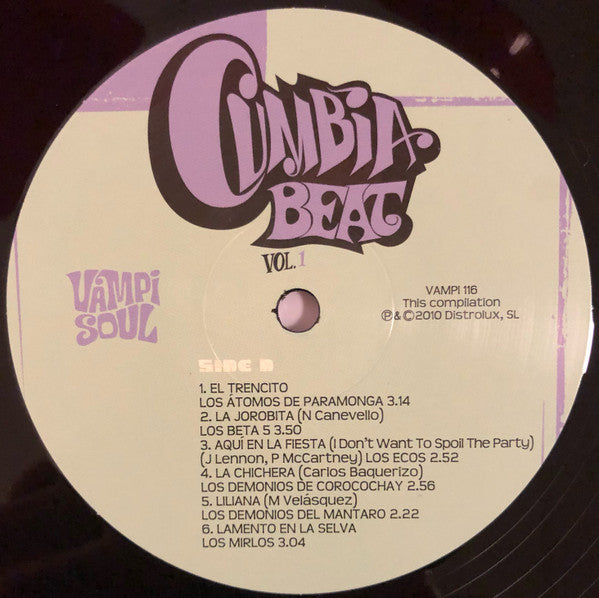 CUMBIA
BEAT
VOL.1
VAMPI
SOUL
VAMPI 116
This compilation
℗&©2010 Distrolux, SL
SIDE D
1. EL TRENCITO
LOS ÁTOMOS DE PARAMONGA 3.14
2. LA JOROBITA (N Canevello)
LOS BETA 5 3.50
3. AQUÍ EN LA FIESTA (I Don't Want To Spoil The Party)
(J Lennon, P McCartney) LOS ECOS 2.52
4. LA CHICHERA (Carlos Baquerizo)
LOS DEMONIOS DE COROCOCHAY 2.56
5. LILIANA (M Velásquez)
LOS DEMONIOS DEL MANTARO 2.22
6. LAMENTO EN LA SELVA
LOS MIRLOS 3.04